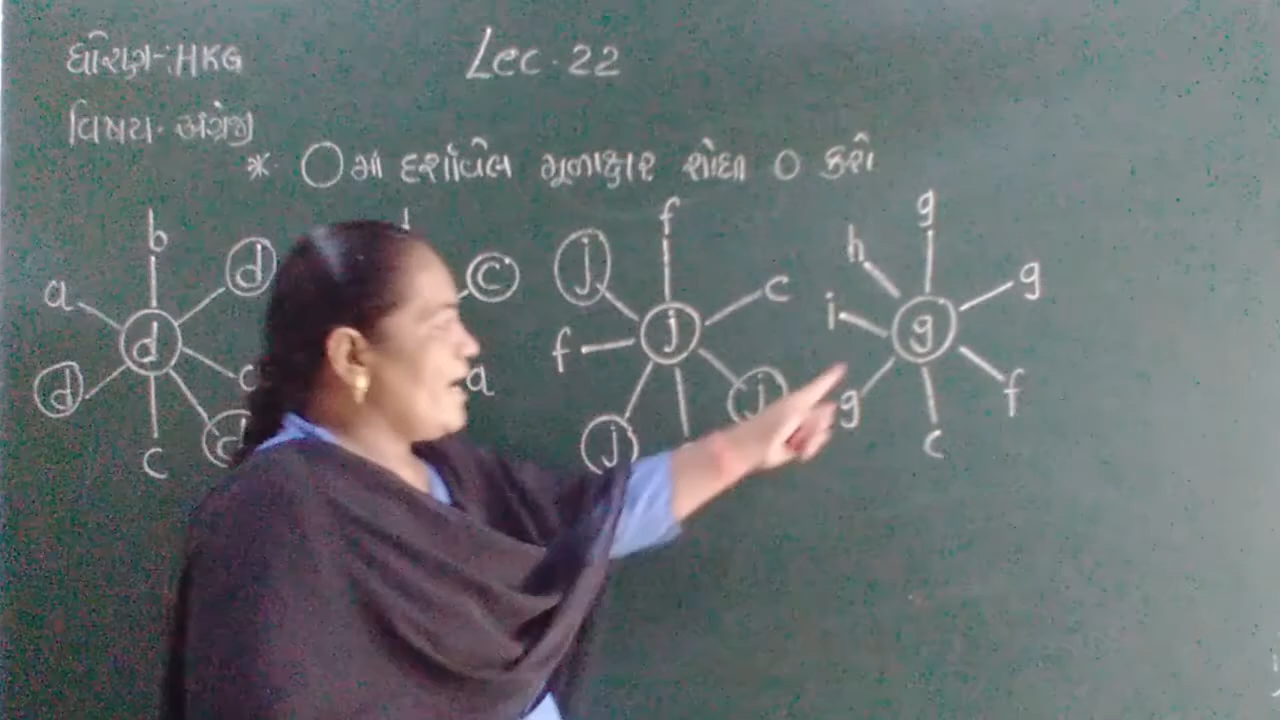 ધોરણ-:HKG
Lec. 22
વિષય. અંગ્રેજી
* ○ માં દર્શાવેલ મૂળાક્ષર શોધી ○ કરો
b
a
d
d
d
c
c
c
a
f
j
c
j
f
j
j
g
h
g
i
g
g
f
c